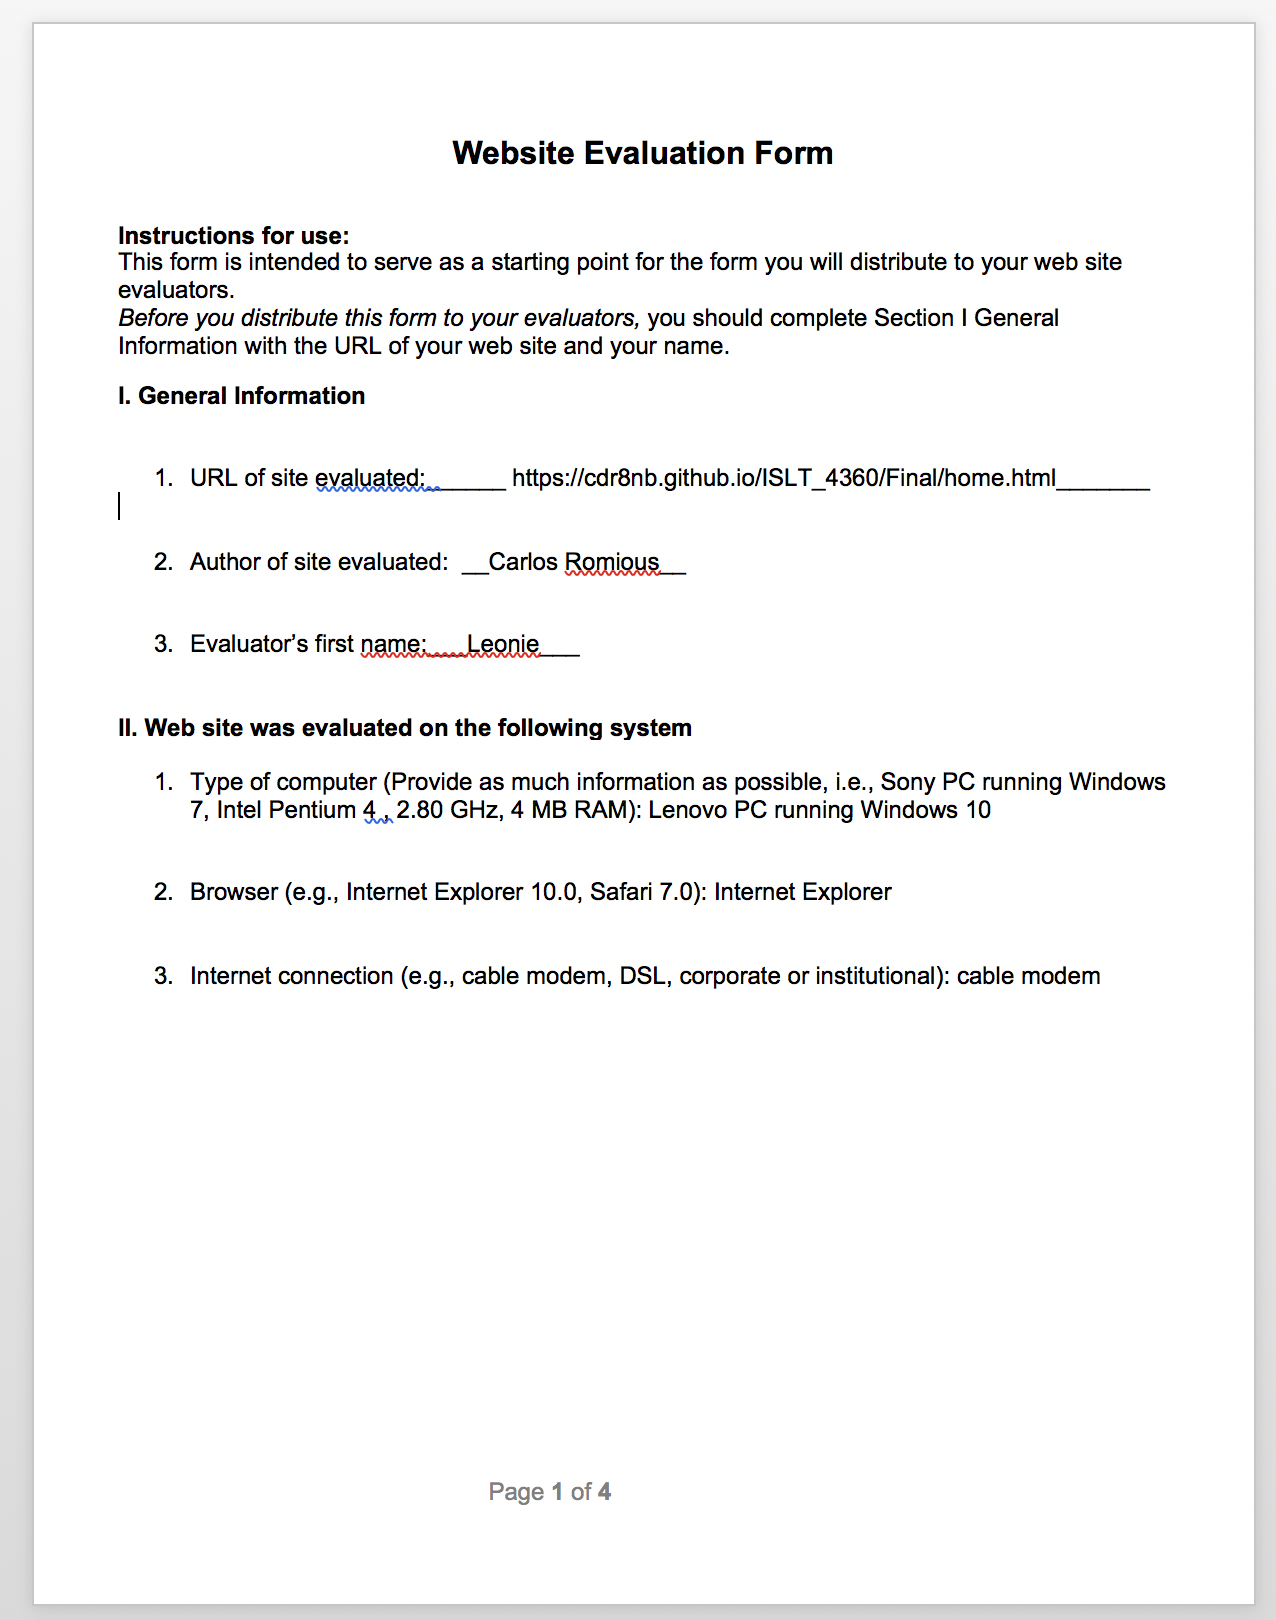 Website Evaluation Form
Instructions for use:
This form is intended to serve as a starting point for the form you will distribute to your web site
evaluators.
Before you distribute this form to your evaluators, you should complete Section I General
Information with the URL of your web site and your name.
I. General Information
1. URL of site evaluated:______ https://cdr8nb.github.io/ISLT_4360/Final/home.html_______
2. Author of site evaluated: __Carlos Romious__
3. Evaluator’s first name:___Leonie___
II. Web site was evaluated on the following system
1. Type of computer (Provide as much information as possible, i.e., Sony PC running Windows
7, Intel Pentium 4 , 2.80 GHz, 4 MB RAM): Lenovo PC running Windows 10
2. Browser (e.g., Internet Explorer 10.0, Safari 7.0): Internet Explorer
3. Internet connection (e.g., cable modem, DSL, corporate or institutional): cable modem
Page 1 of 4